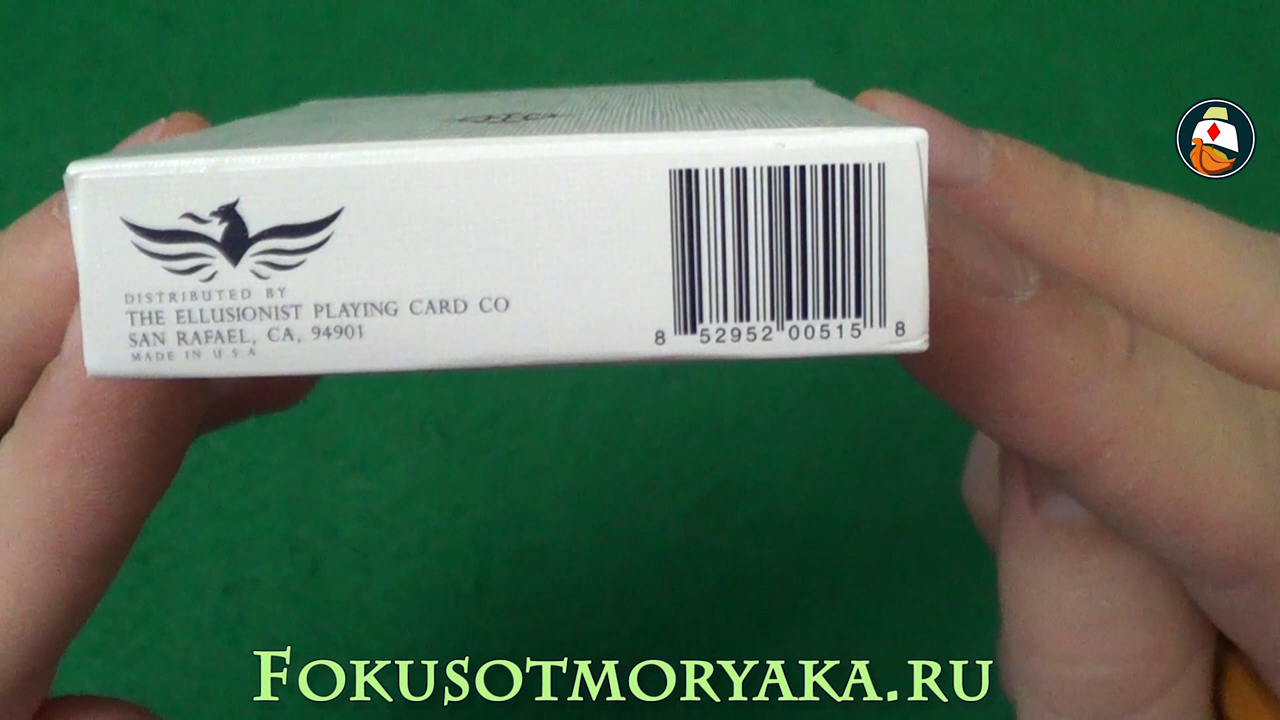 DISTRIBUTED BY
THE ELLUSIONIST PLAYING CARD CO
SAN RAFAEL, CA, 94901
MADE IN U.S.A
8 52952 00515 8
FOKUSOTMORYAKA.RU